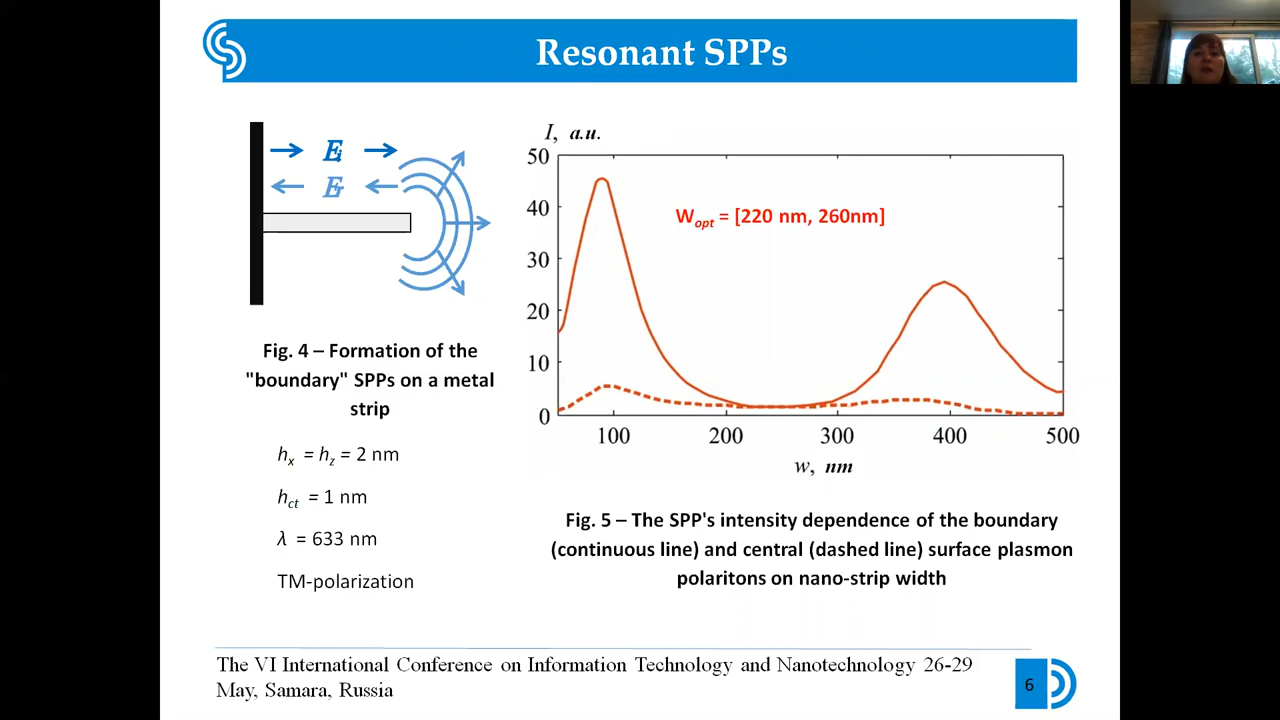 Resonant SPPs
E_i
E_r
Fig. 4 – Formation of the
"boundary" SPPs on a metal
strip
h_x = h_z = 2 nm
h_ct = 1 nm
λ = 633 nm
TM-polarization
I, a.u.
50
40
30
20
10
0
W_opt = [220 nm, 260nm]
100 200 300 400 500
w, nm
Fig. 5 – The SPP's intensity dependence of the boundary
(continuous line) and central (dashed line) surface plasmon
polaritons on nano-strip width
The VI International Conference on Information Technology and Nanotechnology 26-29
May, Samara, Russia
6